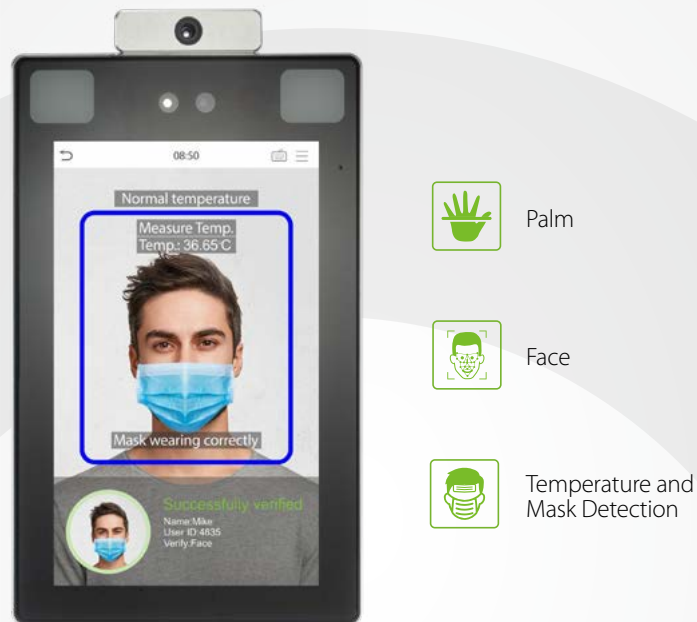 08:50
Normal temperature
Measure Temp.
Temp.: 36.65°C
Mask wearing correctly
Successfully verified
Name:Mike
User ID:4835
Verify:Face
Palm
Face
Temperature and
Mask Detection